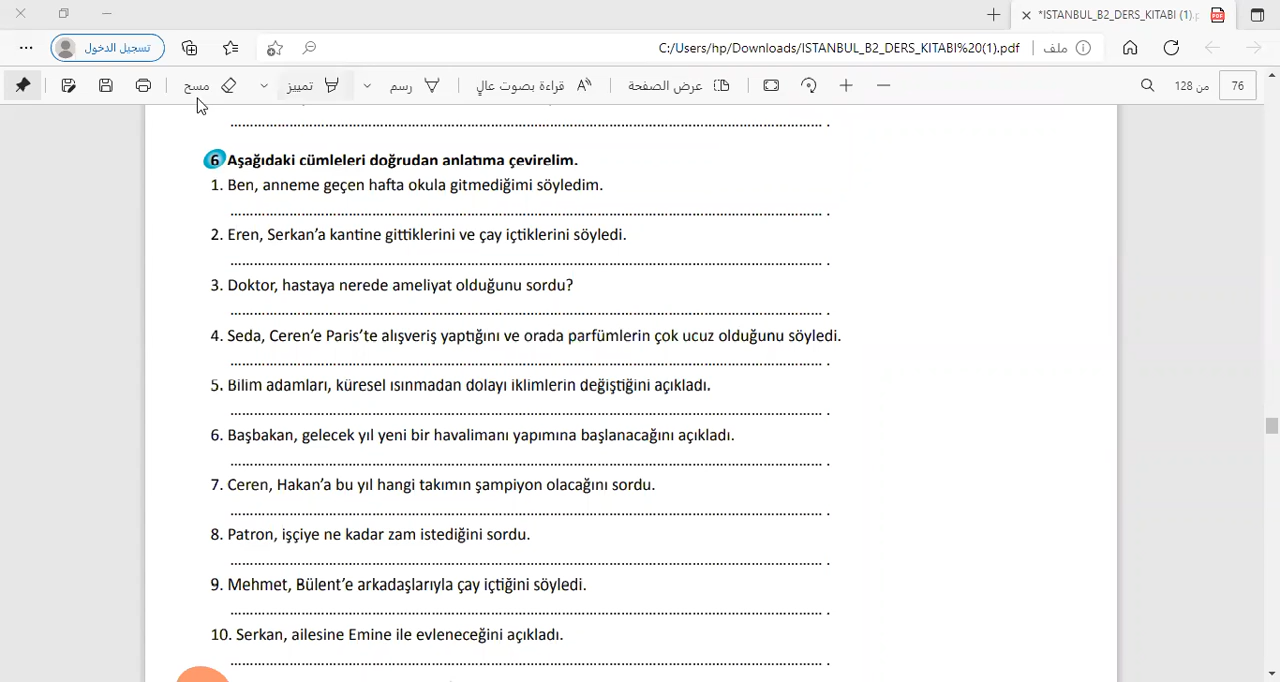 *ISTANBUL_B2_DERS_KITABI (1).p
PDF
تسجيل الدخول
C:/Users/hp/Downloads/ISTANBUL_B2_DERS_KITABI%20(1).pdf
ملف
مسح
تمييز
رسم
قراءة بصوت عالٍ
عرض الصفحة
من 128
76
6 Aşağıdaki cümleleri doğrudan anlatıma çevirelim.
1. Ben, anneme geçen hafta okula gitmediğimi söyledim.
2. Eren, Serkan’a kantine gittiklerini ve çay içtiklerini söyledi.
3. Doktor, hastaya nerede ameliyat olduğunu sordu?
4. Seda, Ceren’e Paris’te alışveriş yaptığını ve orada parfümlerin çok ucuz olduğunu söyledi.
5. Bilim adamları, küresel ısınmadan dolayı iklimlerin değiştiğini açıkladı.
6. Başbakan, gelecek yıl yeni bir havalimanı yapımına başlanacağını açıkladı.
7. Ceren, Hakan’a bu yıl hangi takımın şampiyon olacağını sordu.
8. Patron, işçiye ne kadar zam istediğini sordu.
9. Mehmet, Bülent’e arkadaşlarıyla çay içtiğini söyledi.
10. Serkan, ailesine Emine ile evleneceğini açıkladı.